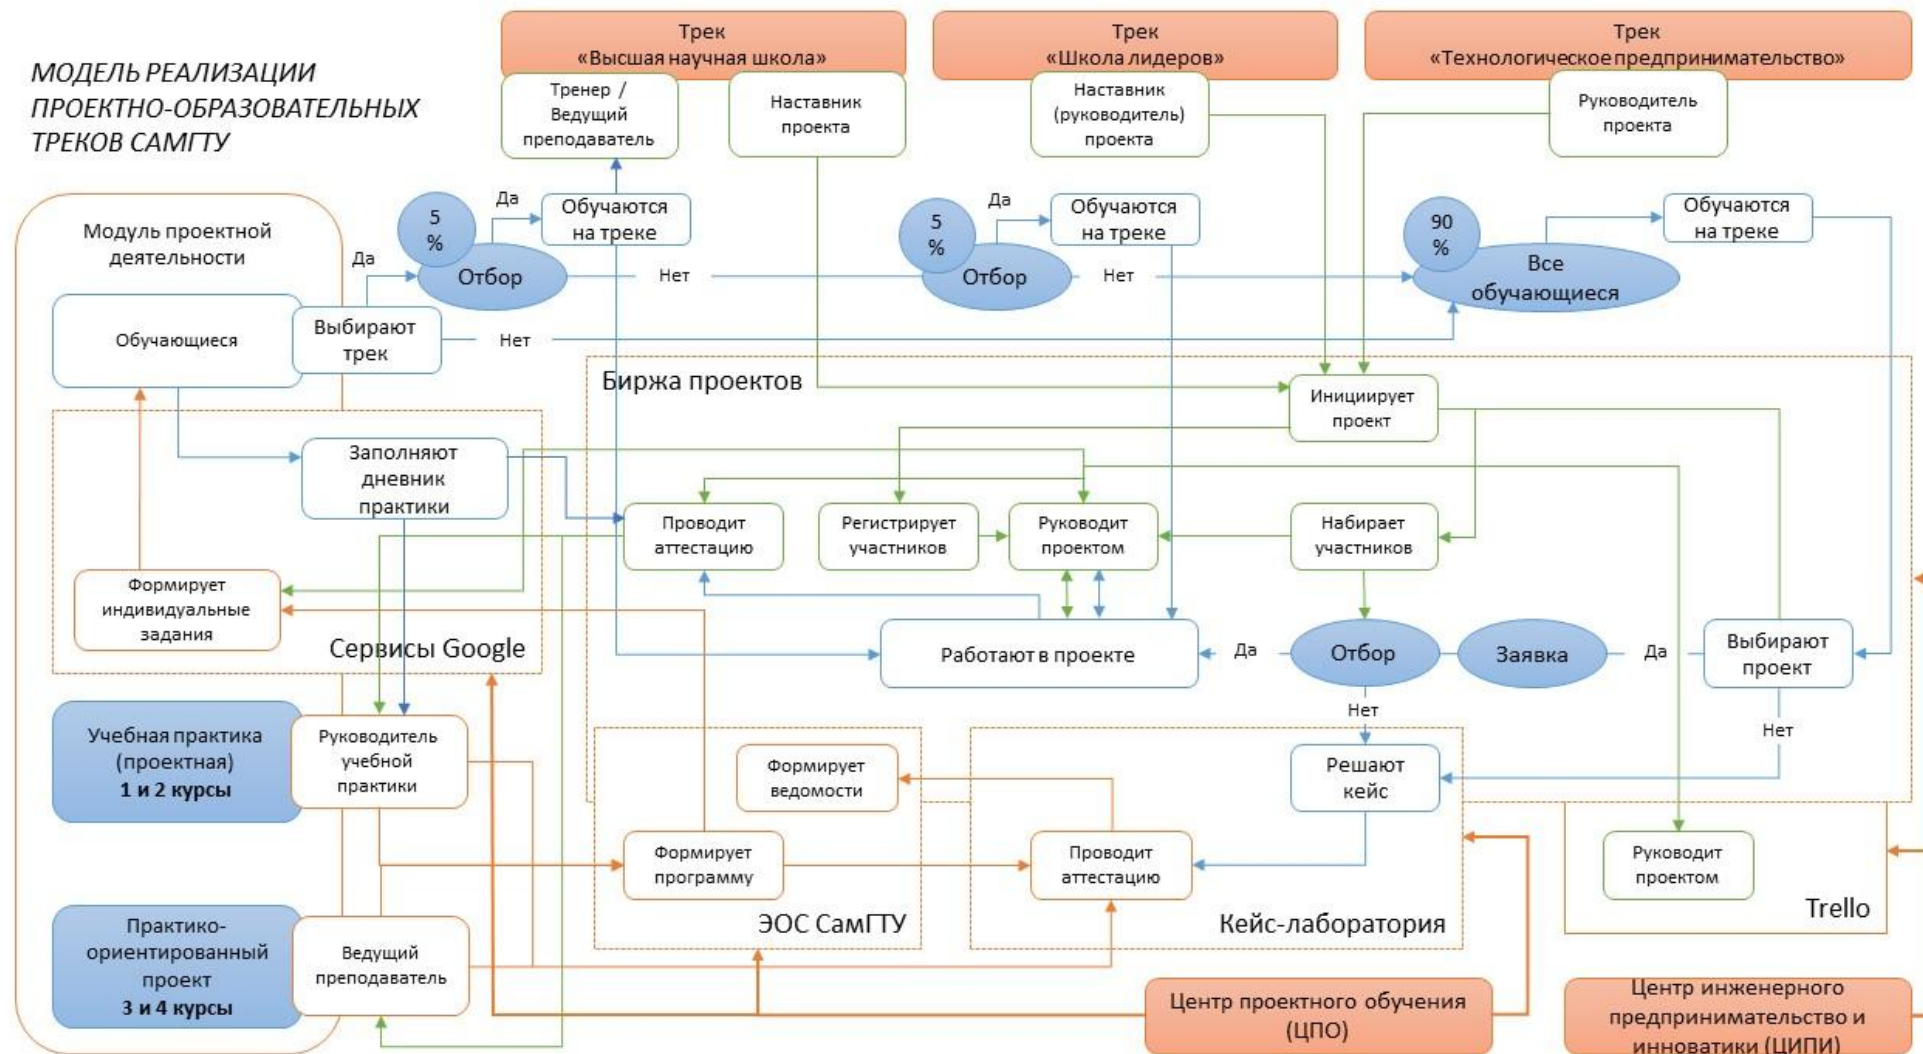 МОДЕЛЬ РЕАЛИЗАЦИИ
ПРОЕКТНО-ОБРАЗОВАТЕЛЬНЫХ
ТРЕКОВ САМГТУ
Трек
«Высшая научная школа»
Трек
«Школа лидеров»
Трек
«Технологическое предпринимательство»
Тренер /
Ведущий
преподаватель
Наставник
проекта
Наставник
(руководитель)
проекта
Руководитель
проекта
Модуль проектной
деятельности
5
%
Да
Обучаются
на треке
5
%
Да
Обучаются
на треке
90
%
Обучаются
на треке
Да
Отбор
Нет
Отбор
Нет
Все
обучающиеся
Обучающиеся
Выбирают
трек
Нет
Биржа проектов
Инициирует
проект
Заполняют
дневник
практики
Проводит
аттестацию
Регистрирует
участников
Руководит
проектом
Набирает
участников
Формирует
индивидуальные
задания
Сервисы Google
Работают в проекте
Да
Отбор
Заявка
Да
Выбирают
проект
Нет
Нет
Учебная практика
(проектная)
1 и 2 курсы
Руководитель
учебной
практики
Формирует
ведомости
Решают
кейс
Формирует
программу
Проводит
аттестацию
Руководит
проектом
ЭОС СамГТУ
Кейс-лаборатория
Trello
Практико-
ориентированный
проект
3 и 4 курсы
Ведущий
преподаватель
Центр проектного обучения
(ЦПО)
Центр инженерного
предпринимательство и
инноватики (ЦИПИ)